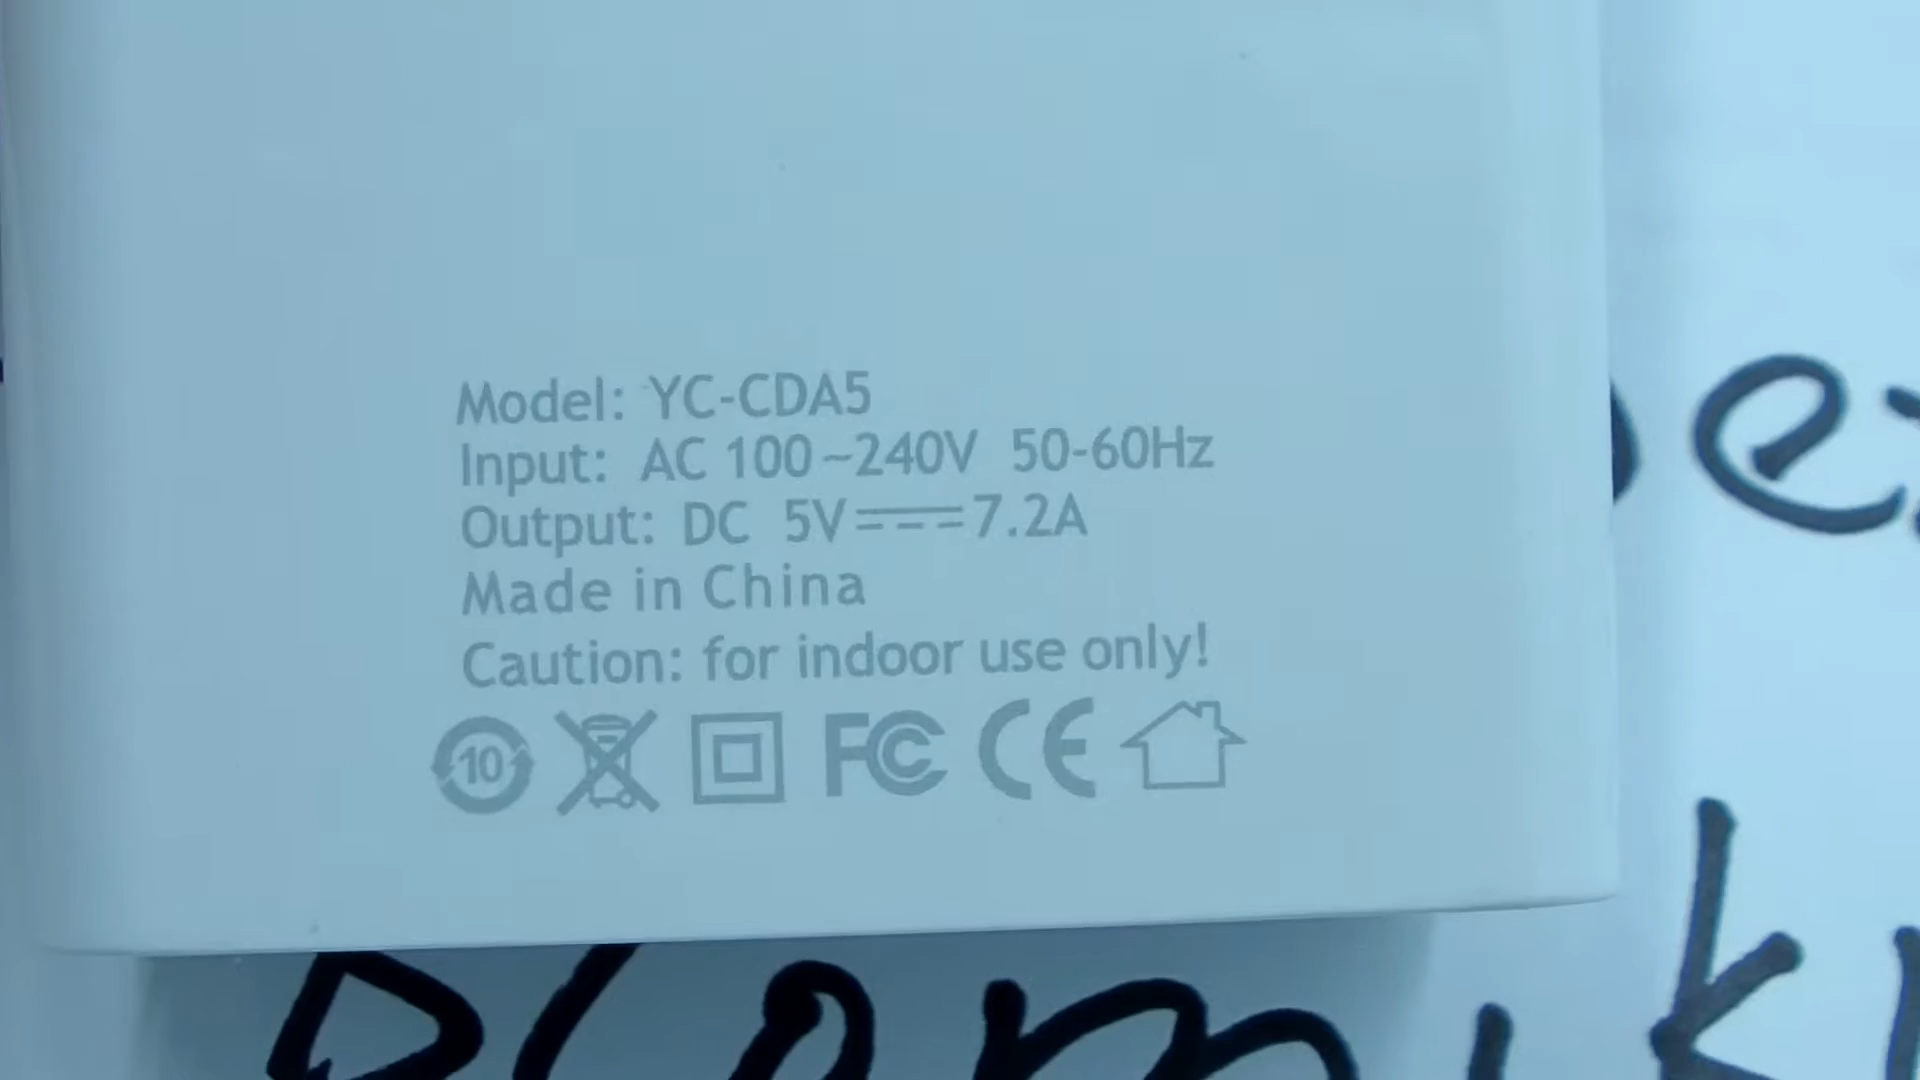 Model: YC-CDA5
Input: AC 100~240V 50-60Hz
Output: DC 5V⎓7.2A
Made in China
Caution: for indoor use only!
10 FC CE